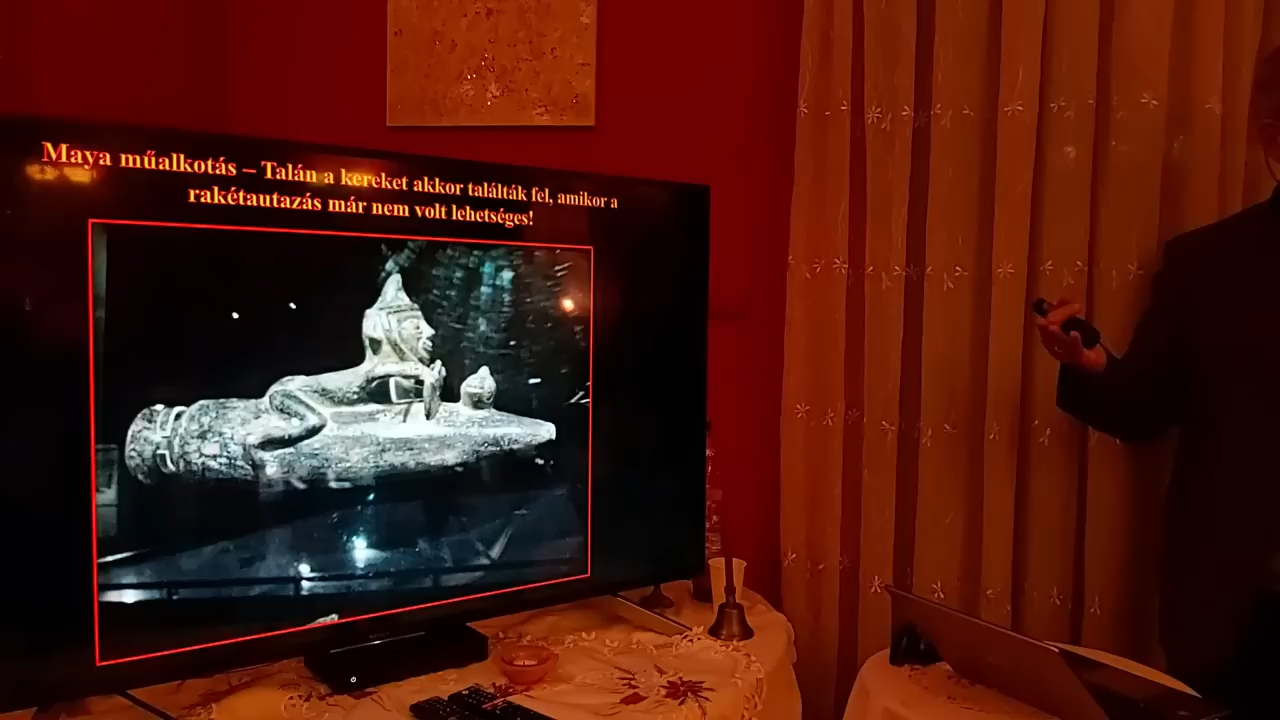 Maya műalkotás – Talán a kereket akkor találták fel, amikor a
rakétautazás már nem volt lehetséges!